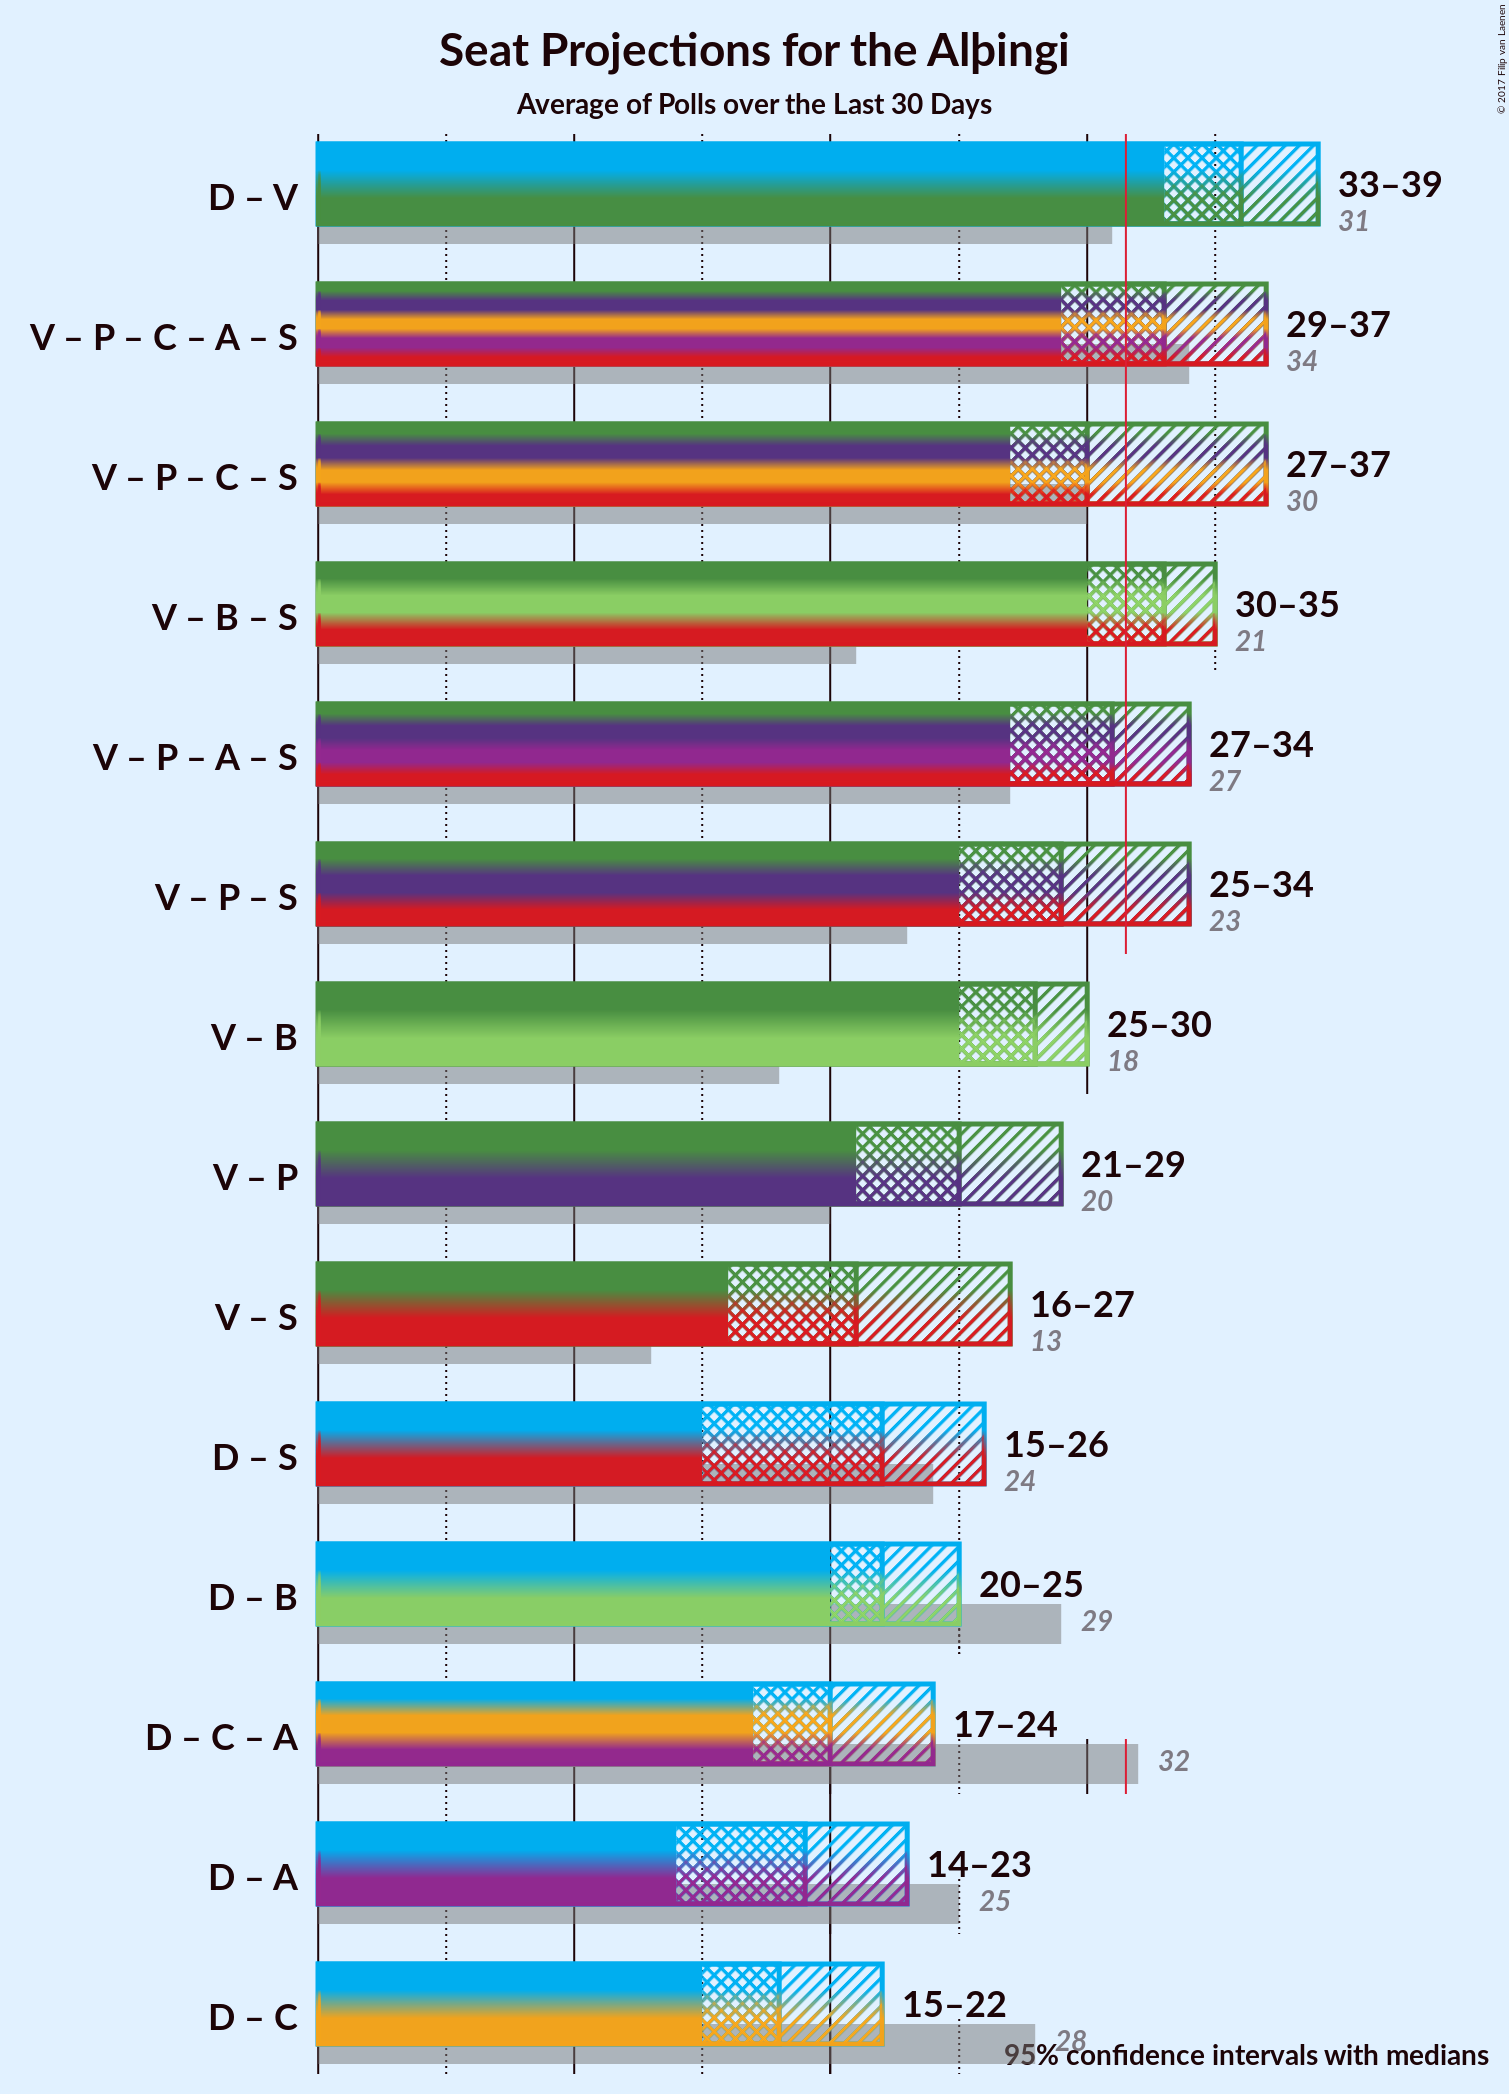 Seat Projections for the Alþingi
Average of Polls over the Last 30 Days
© 2017 Filip van Laenen
D – V
33–39
31
V – P – C – A – S
29–37
34
V – P – C – S
27–37
30
V – B – S
30–35
21
V – P – A – S
27–34
27
V – P – S
25–34
23
V – B
25–30
18
V – P
21–29
20
V – S
16–27
13
D – S
15–26
24
D – B
20–25
29
D – C – A
17–24
32
D – A
14–23
25
D – C
15–22
28
95% confidence intervals with medians